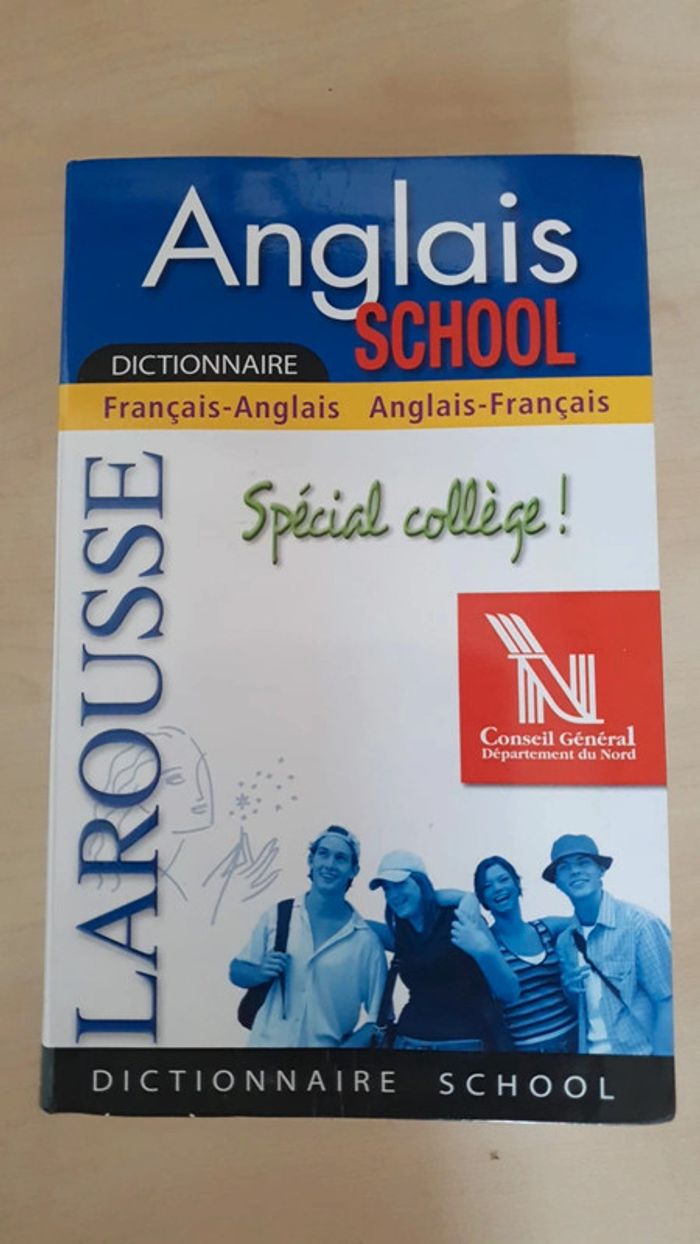 Anglais
SCHOOL
DICTIONNAIRE
Français-Anglais Anglais-Français
LAROUSSE
Spécial collège !
N
Conseil Général
Département du Nord
DICTIONNAIRE SCHOOL